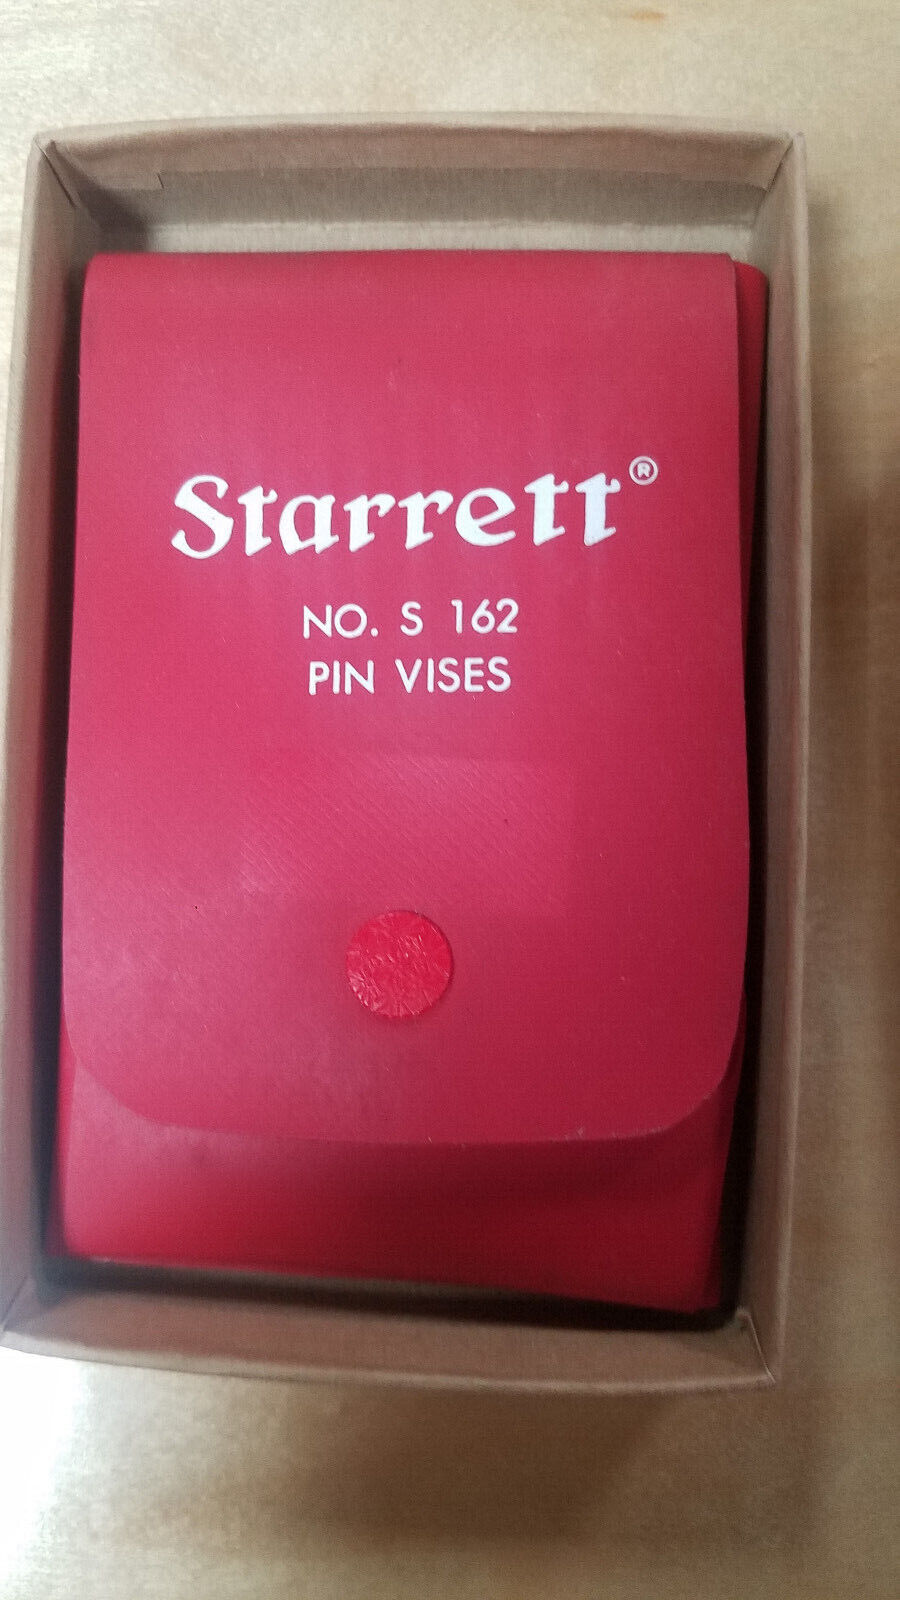 Starrett®
NO. S 162
PIN VISES